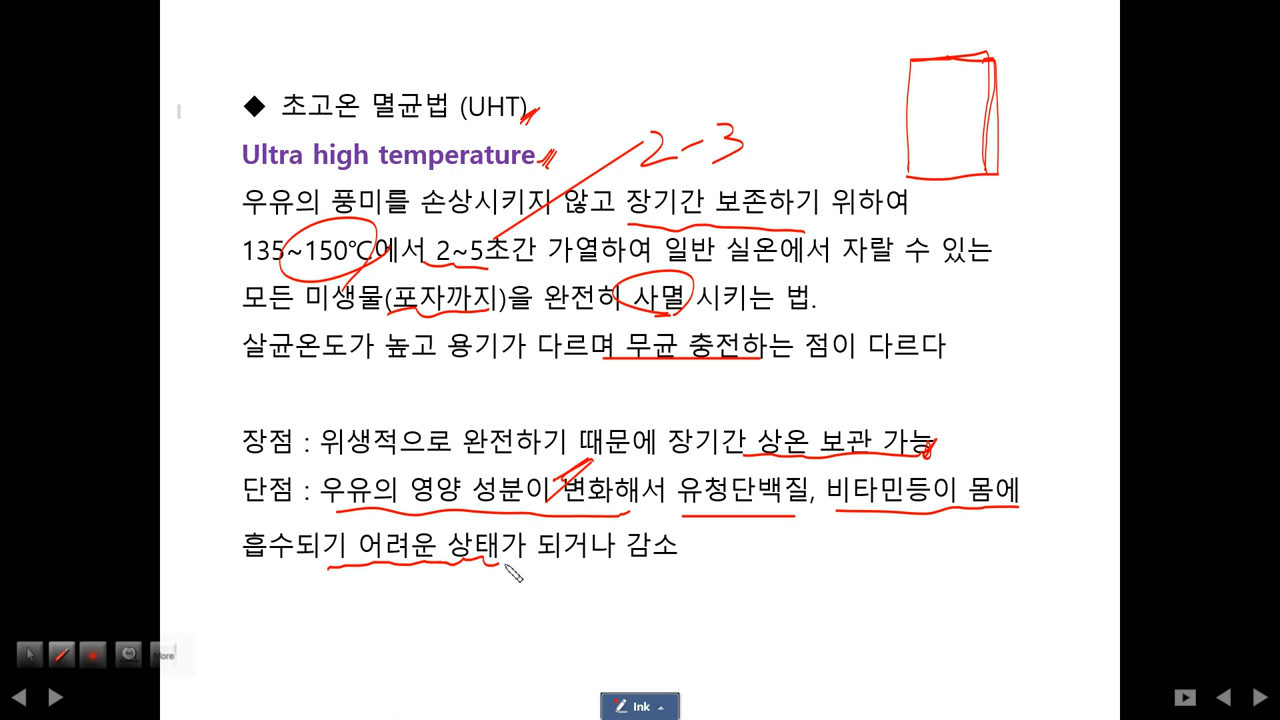 ◆ 초고온 멸균법 (UHT)
Ultra high temperature
2-3
우유의 풍미를 손상시키지 않고 장기간 보존하기 위하여
135~150℃에서 2~5초간 가열하여 일반 실온에서 자랄 수 있는
모든 미생물(포자까지)을 완전히 사멸 시키는 법.
살균온도가 높고 용기가 다르며 무균 충전하는 점이 다르다
장점 : 위생적으로 완전하기 때문에 장기간 상온 보관 가능
단점 : 우유의 영양 성분이 변화해서 유청단백질, 비타민등이 몸에
흡수되기 어려운 상태가 되거나 감소
More
Ink